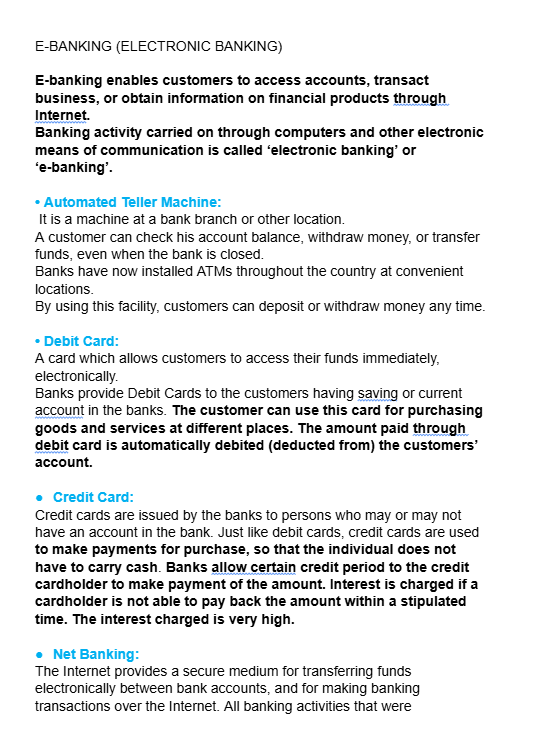 E-BANKING (ELECTRONIC BANKING)
E-banking enables customers to access accounts, transact
business, or obtain information on financial products through
Internet.
Banking activity carried on through computers and other electronic
means of communication is called ‘electronic banking’ or
‘e-banking’.
• Automated Teller Machine:
It is a machine at a bank branch or other location.
A customer can check his account balance, withdraw money, or transfer
funds, even when the bank is closed.
Banks have now installed ATMs throughout the country at convenient
locations.
By using this facility, customers can deposit or withdraw money any time.
• Debit Card:
A card which allows customers to access their funds immediately,
electronically.
Banks provide Debit Cards to the customers having saving or current
account in the banks. The customer can use this card for purchasing
goods and services at different places. The amount paid through
debit card is automatically debited (deducted from) the customers’
account.
● Credit Card:
Credit cards are issued by the banks to persons who may or may not
have an account in the bank. Just like debit cards, credit cards are used
to make payments for purchase, so that the individual does not
have to carry cash. Banks allow certain credit period to the credit
cardholder to make payment of the amount. Interest is charged if a
cardholder is not able to pay back the amount within a stipulated
time. The interest charged is very high.
● Net Banking:
The Internet provides a secure medium for transferring funds
electronically between bank accounts, and for making banking
transactions over the Internet. All banking activities that were